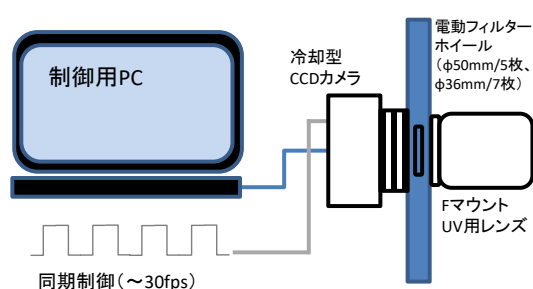 制御用PC
冷却型
CCDカメラ
電動フィルター
ホイール
（φ50mm/5枚、
φ36mm/7枚）
Fマウント
UV用レンズ
同期制御（～30fps）